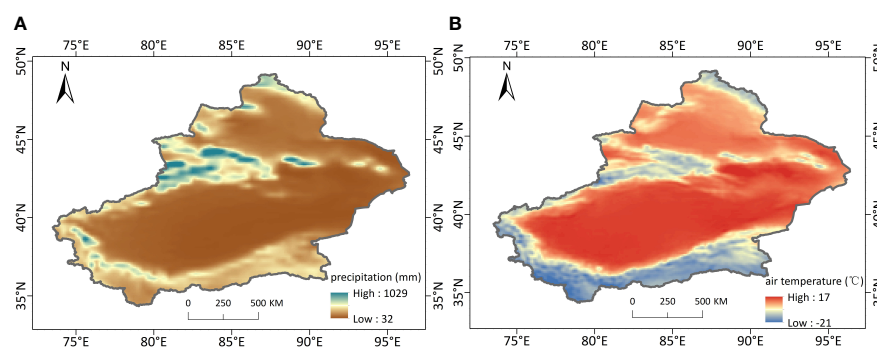 A
75°E 80°E 85°E 90°E 95°E
50°N
45°N
40°N
35°N
N
precipitation (mm)
High : 1029
Low : 32
0 250 500 KM
75°E 80°E 85°E 90°E 95°E
B
75°E 80°E 85°E 90°E 95°E
50°N
45°N
40°N
35°N
N
air temperature (℃)
High : 17
Low : -21
0 250 500 KM
75°E 80°E 85°E 90°E 95°E